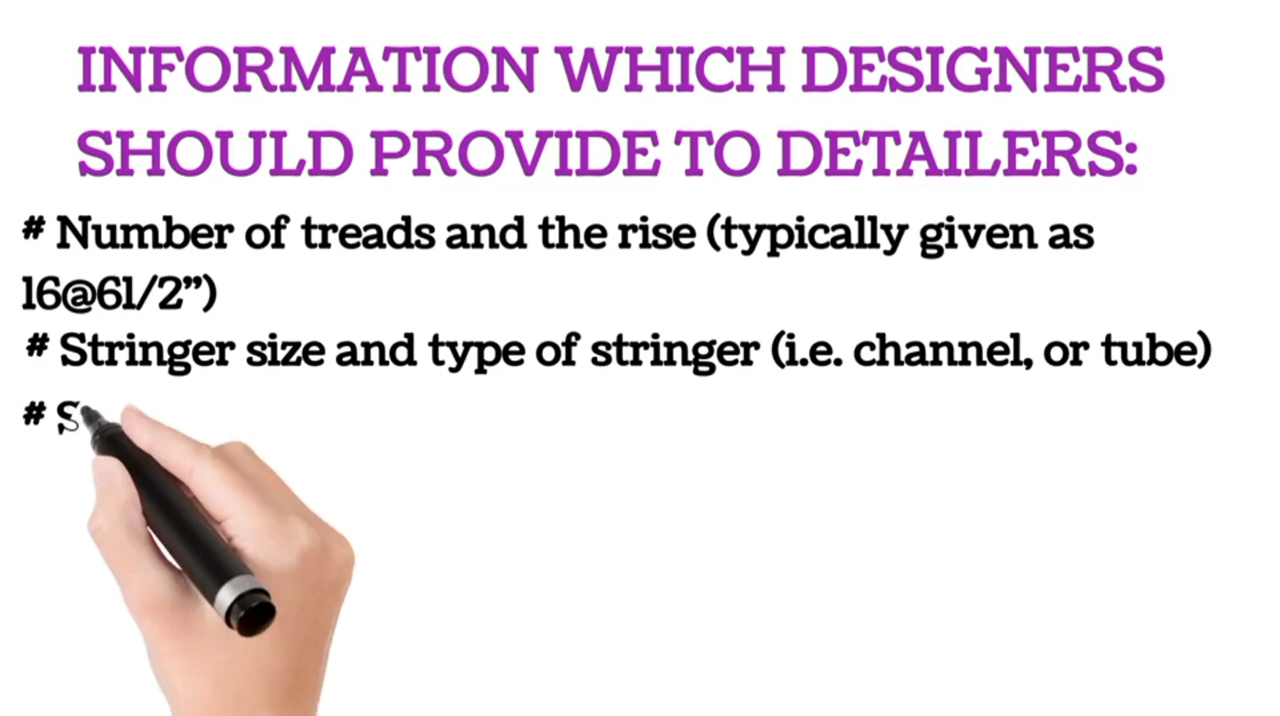 INFORMATION WHICH DESIGNERS
SHOULD PROVIDE TO DETAILERS:
# Number of treads and the rise (typically given as
16@61/2”)
# Stringer size and type of stringer (i.e. channel, or tube)
# S